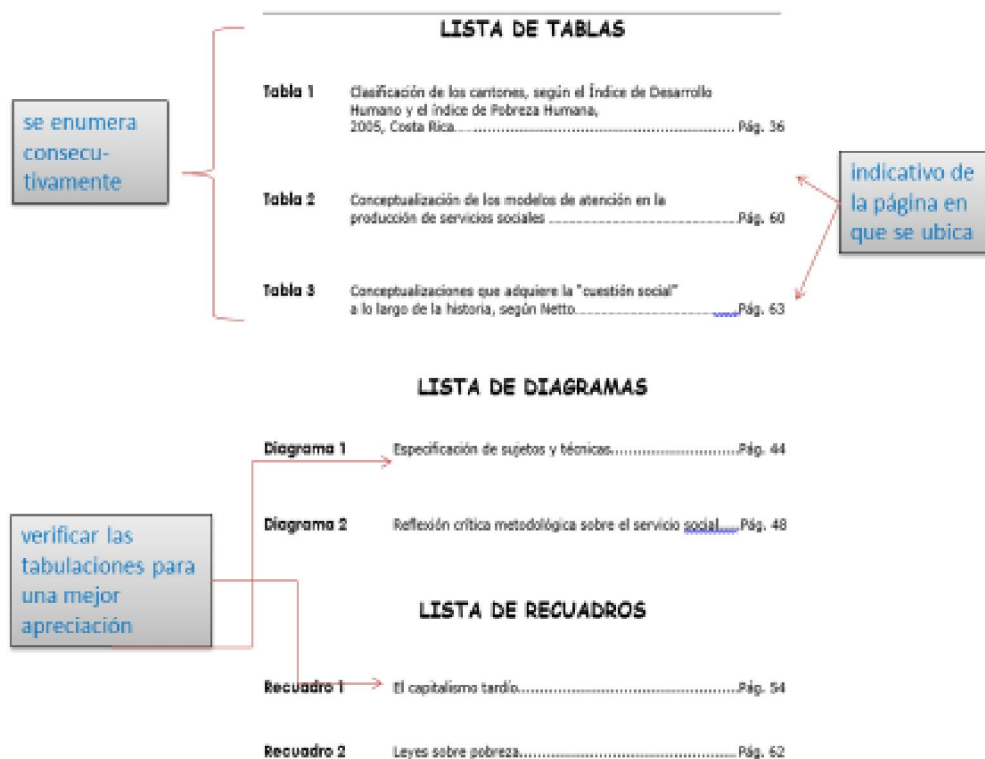 LISTA DE TABLAS
Tabla 1 Clasificación de los cantones, según el Índice de Desarrollo
Humano y el índice de Pobreza Humana,
2005, Costa Rica.................................................................... Pág. 36
se enumera
consecu-
tivamente
indicativo de
la página en
que se ubica
Tabla 2 Conceptualización de los modelos de atención en la
producción de servicios sociales ..............................................Pág. 60
Tabla 3 Conceptualizaciones que adquiere la "cuestión social"
a lo largo de la historia, según Netto........................................Pág. 63
LISTA DE DIAGRAMAS
Diagrama 1 Especificación de sujetos y técnicas...............................Pág. 44
Diagrama 2 Reflexión crítica metodológica sobre el servicio social.....Pág. 48
verificar las
tabulaciones para
una mejor
apreciación
LISTA DE RECUADROS
Recuadro 1 El capitalismo tardío.....................................................Pág. 54
Recuadro 2 Leyes sobre pobreza.....................................................Pág. 62